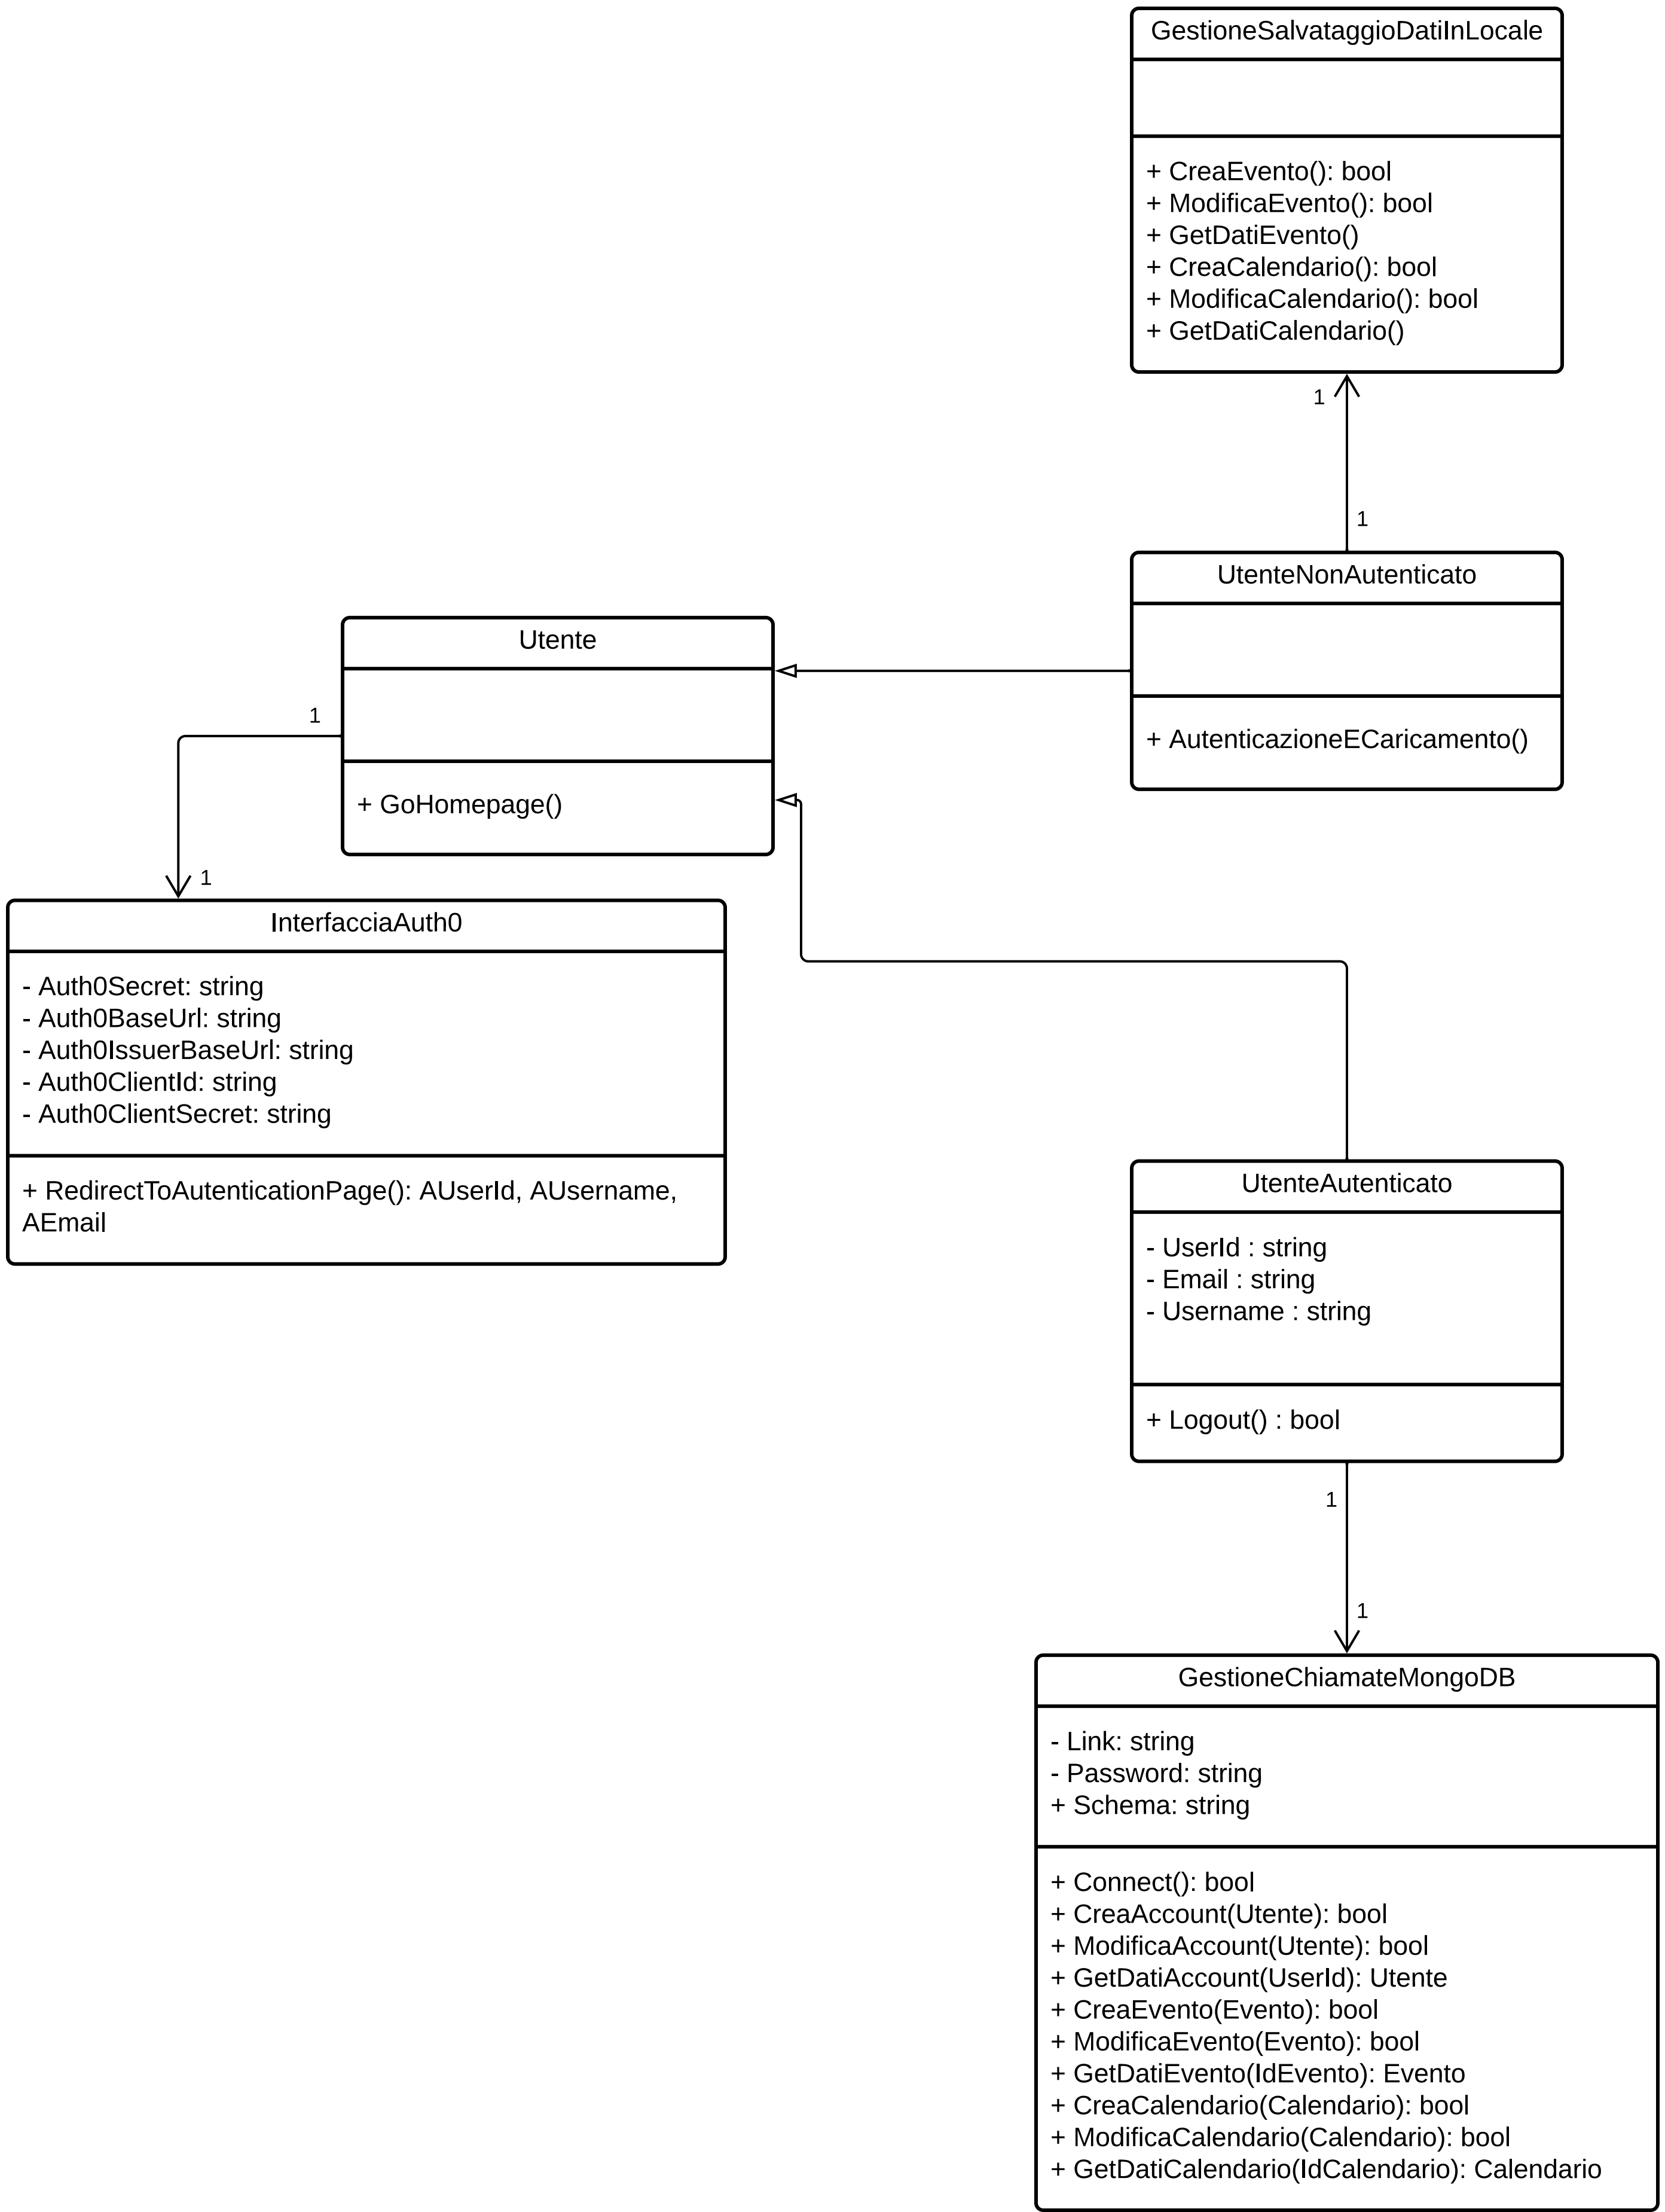 GestioneSalvataggioDatiInLocale
+ CreaEvento(): bool
+ ModificaEvento(): bool
+ GetDatiEvento()
+ CreaCalendario(): bool
+ ModificaCalendario(): bool
+ GetDatiCalendario()
1
1
UtenteNonAutenticato
+ AutenticazioneECaricamento()
Utente
+ GoHomepage()
1
1
InterfacciaAuth0
- Auth0Secret: string
- Auth0BaseUrl: string
- Auth0IssuerBaseUrl: string
- Auth0ClientId: string
- Auth0ClientSecret: string
+ RedirectToAutenticationPage(): AUserId, AUsername,
AEmail
UtenteAutenticato
- UserId : string
- Email : string
- Username : string
+ Logout() : bool
1
1
GestioneChiamateMongoDB
- Link: string
- Password: string
+ Schema: string
+ Connect(): bool
+ CreaAccount(Utente): bool
+ ModificaAccount(Utente): bool
+ GetDatiAccount(UserId): Utente
+ CreaEvento(Evento): bool
+ ModificaEvento(Evento): bool
+ GetDatiEvento(IdEvento): Evento
+ CreaCalendario(Calendario): bool
+ ModificaCalendario(Calendario): bool
+ GetDatiCalendario(IdCalendario): Calendario